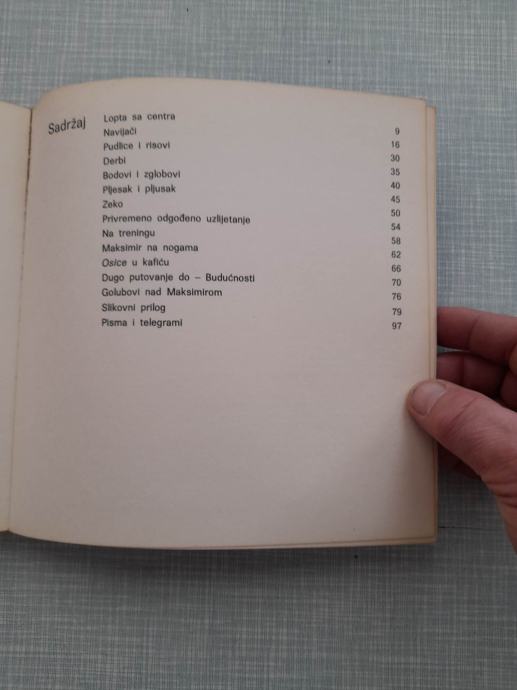 Sadržaj
Lopta sa centra 9
Navijači 16
Pudlice i risovi 30
Derbi 35
Bodovi i zglobovi 40
Pljesak i pljusak 45
Zeko 50
Privremeno odgođeno uzlijetanje 54
Na treningu 58
Maksimir na nogama 62
Osice u kafiću 66
Dugo putovanje do – Budućnosti 70
Golubovi nad Maksimirom 76
Slikovni prilog 79
Pisma i telegrami 97